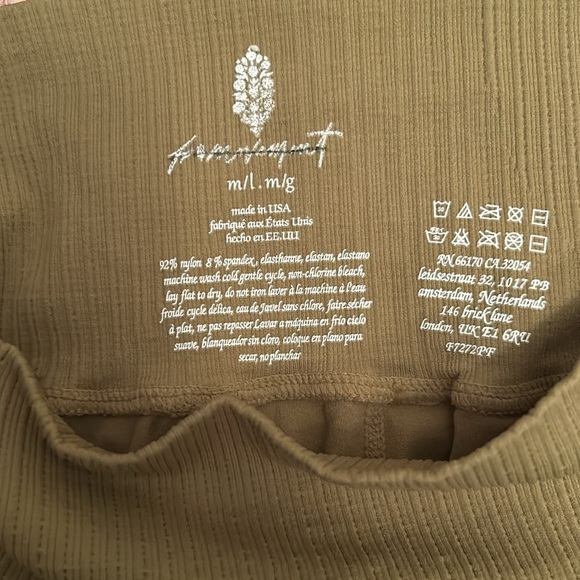 m/l . m/g
made in USA
fabriqué aux États Unis
hecho en EE.UU
92% nylon 8% spandex, elasthanne, elastan, elastano
machine wash cold gentle cycle, non-chlorine bleach,
lay flat to dry, do not iron laver à la machine à l'eau
froide cycle délica, eau de Javel sans chlore, faire sécher
à plat, ne pas repasser Lavar a máquina en frío cielo
suave, blanqueador sin cloro, coloque en plano para
secar, no planchar
RN 66170 CA 32054
leidsestraat 32, 1017 PB
amsterdam, Netherlands
146 brick lane
london, UK E1 6RU
F7272PF